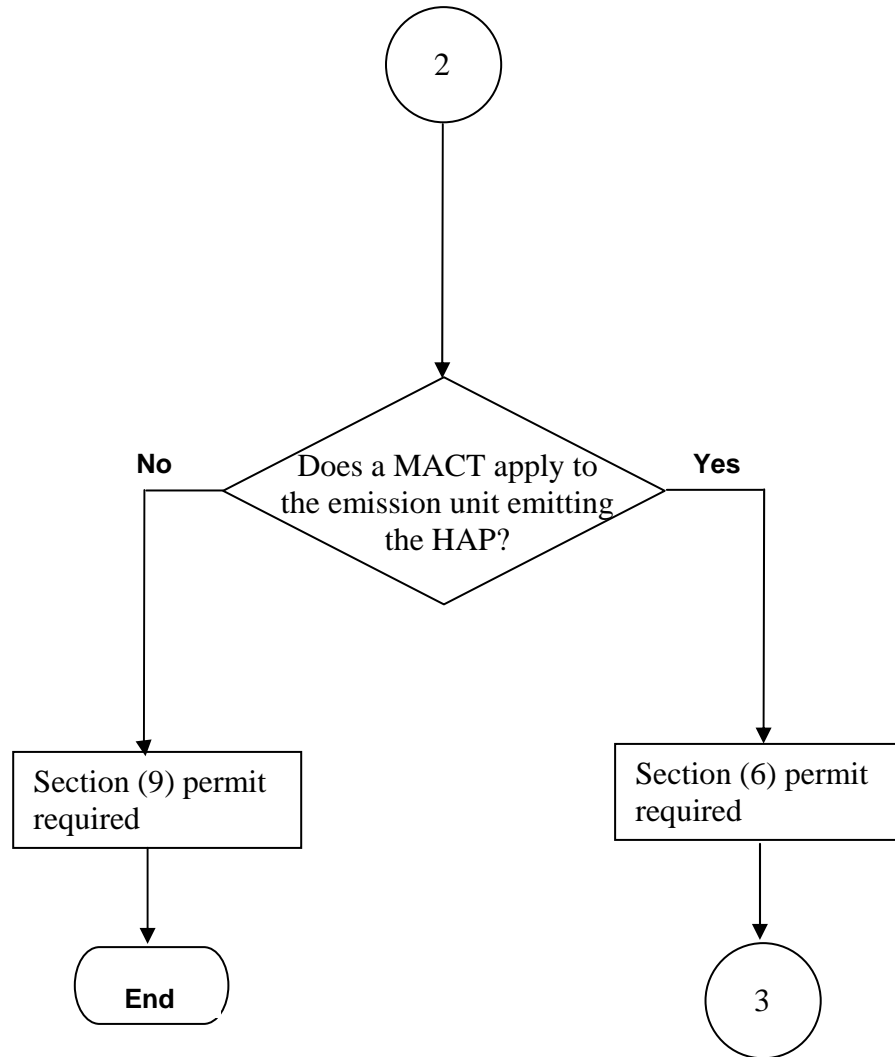 2
No
Yes
Does a MACT apply to
the emission unit emitting
the HAP?
Section (9) permit
required
Section (6) permit
required
End
3